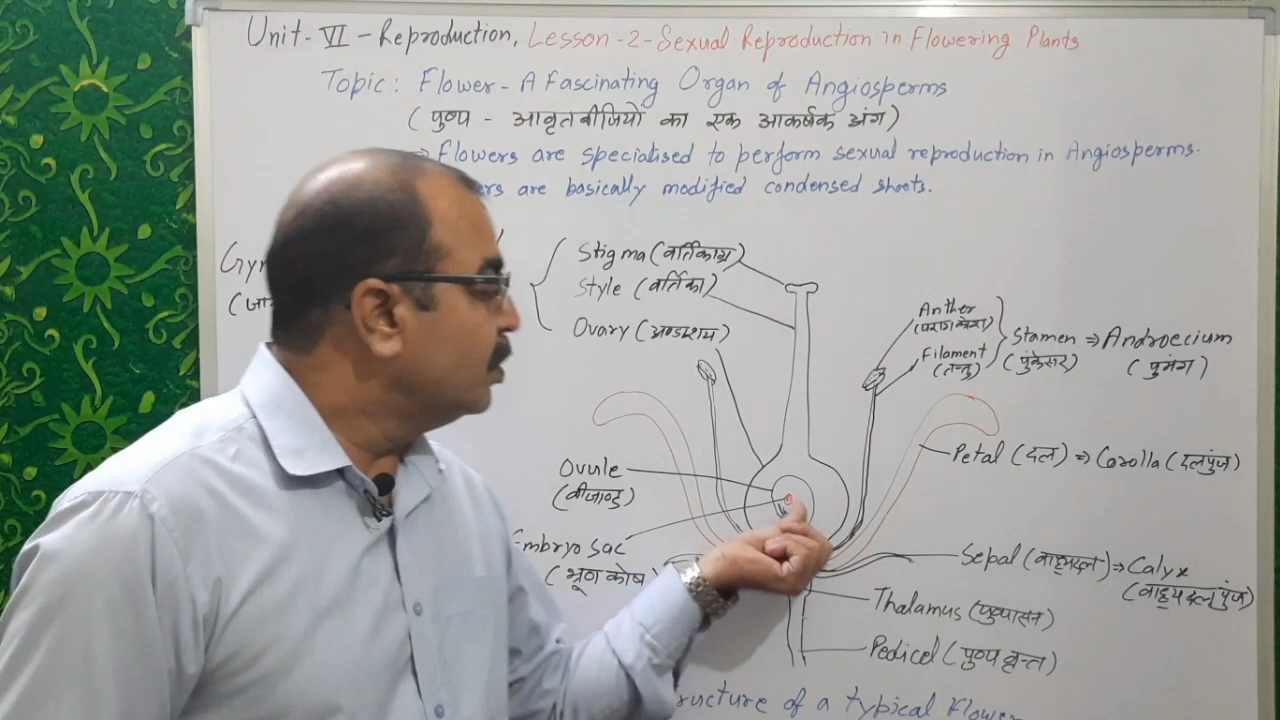 Unit-VI-Reproduction, Lesson-2-Sexual Reproduction in Flowering Plants
Topic: Flower-A Fascinating Organ of Angiosperms
(पुष्प - आवृतबीजियों का एक आकर्षक अंग)
⇒ Flowers are specialised to perform sexual reproduction in Angiosperms.
are basically modified condensed shoots.
Stigma (वर्तिकाग्र)
Style (वर्तिका)
Ovary (अण्डाशय)
Anther
Filament
(तन्तु)
Stamen ⇒ Androecium
(पुंकेसर) (पुमंग)
Petal (दल) ⇒ Corolla (दलपुंज)
Ovule
(बीजाण्ड)
Embryo Sac
(भ्रूण कोष)
Sepal (बाह्यदल) ⇒ Calyx
(बाह्यदलपुंज)
Thalamus (पुष्पासन)
Pedicel (पुष्प वृन्त)
of a typical Flower